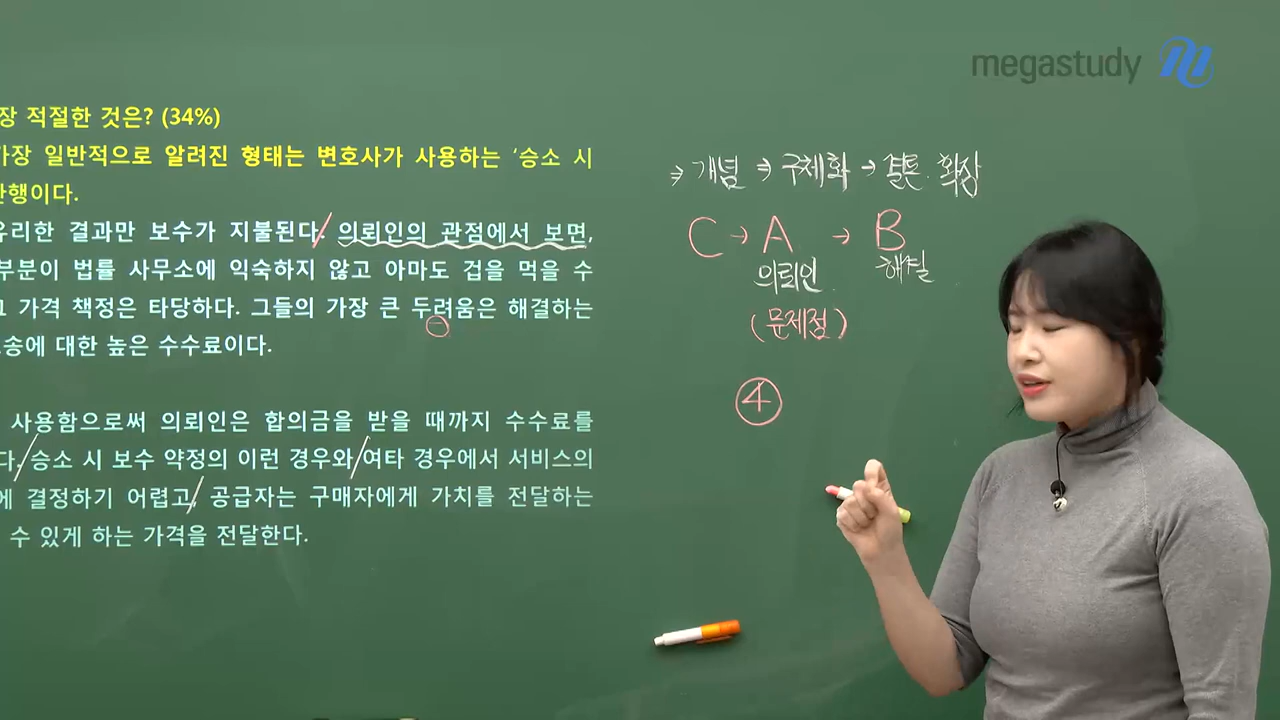 megastudy
장 적절한 것은? (34%)
가장 일반적으로 알려진 형태는 변호사가 사용하는 ‘승소 시
관행이다.
유리한 결과만 보수가 지불된다. 의뢰인의 관점에서 보면,
부분이 법률 사무소에 익숙하지 않고 아마도 겁을 먹을 수
가격 책정은 타당하다. 그들의 가장 큰 두려움은 해결하는
송에 대한 높은 수수료이다.
사용함으로써 의뢰인은 합의금을 받을 때까지 수수료를
다. 승소 시 보수 약정의 이런 경우와 여타 경우에서 서비스의
에 결정하기 어렵고, 공급자는 구매자에게 가치를 전달하는
수 있게 하는 가격을 전달한다.
⇒ 개념 ⇒ 구체화 → 결론. 확장
C → A → B
의뢰인 해결
(문제점)
④